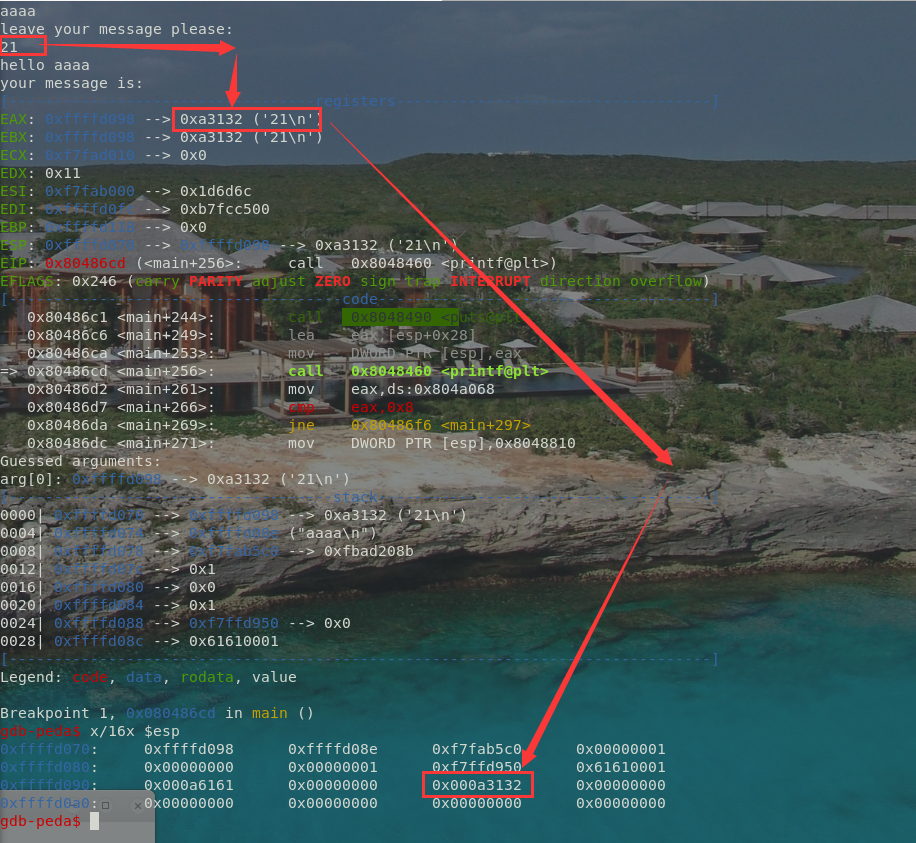 aaaa
leave your message please:
21
hello aaaa
your message is:
[----------------------------------registers-----------------------------------]
EAX: 0xffffd098 --> 0xa3132 ('21\n')
EBX: 0xffffd098 --> 0xa3132 ('21\n')
ECX: 0xf7fad010 --> 0x0
EDX: 0x11
ESI: 0xf7fab000 --> 0x1d6d6c
EDI: --> 0xb7fcc500
EBP: --> 0x0
ESP: --> 0xa3132 ('21\n')
EIP: 0x80486cd (<main+256>: call 0x8048460 <printf@plt>)
EFLAGS: 0x246 (carry PARITY adjust ZERO sign trap INTERRUPT direction overflow)
[-------------------------------------code-------------------------------------]
0x80486c1 <main+244>: call 0x8048490 <puts@plt>
0x80486c6 <main+249>: lea eax,[esp+0x28]
0x80486ca <main+253>: mov DWORD PTR [esp],eax
=> 0x80486cd <main+256>: call 0x8048460 <printf@plt>
0x80486d2 <main+261>: mov eax,ds:0x804a068
0x80486d7 <main+266>: cmp eax,0x8
0x80486da <main+269>: jne 0x80486f6 <main+297>
0x80486dc <main+271>: mov DWORD PTR [esp],0x8048810
Guessed arguments:
arg[0]: 0xffffd098 --> 0xa3132 ('21\n')
[------------------------------------stack-------------------------------------]
0000| 0xffffd070 --> 0xffffd098 --> 0xa3132 ('21\n')
0004| 0xffffd074 --> 0xffffd08e ("aaaa\n")
0008| 0xffffd078 --> 0xf7fab5c0 --> 0xfbad208b
0012| 0xffffd07c --> 0x1
0016| 0xffffd080 --> 0x0
0020| 0xffffd084 --> 0x1
0024| 0xffffd088 --> 0xf7ffd950 --> 0x0
0028| 0xffffd08c --> 0x61610001
[------------------------------------------------------------------------------]
Legend: code, data, rodata, value
Breakpoint 1, 0x080486cd in main ()
gdb-peda$ x/16x $esp
0xffffd070: 0xffffd098 0xffffd08e 0xf7fab5c0 0x00000001
0xffffd080: 0x00000000 0x00000001 0xf7ffd950 0x61610001
0xffffd090: 0x000a6161 0x00000000 0x000a3132 0x00000000
0xffffd0a0: 0x00000000 0x00000000 0x00000000 0x00000000
gdb-peda$